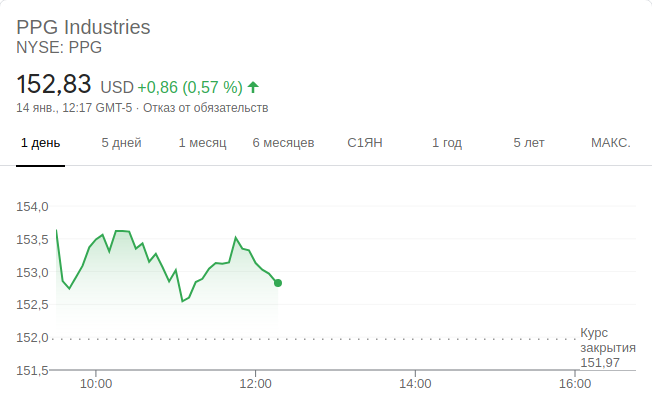 PPG Industries
NYSE: PPG
152,83 USD +0,86 (0,57 %)
14 янв., 12:17 GMT-5 · Отказ от обязательств
1 день 5 дней 1 месяц 6 месяцев С1ЯН 1 год 5 лет МАКС.
154,0
153,5
153,0
152,5
152,0
Курс
закрытия
151,97
151,5
10:00 12:00 14:00 16:00